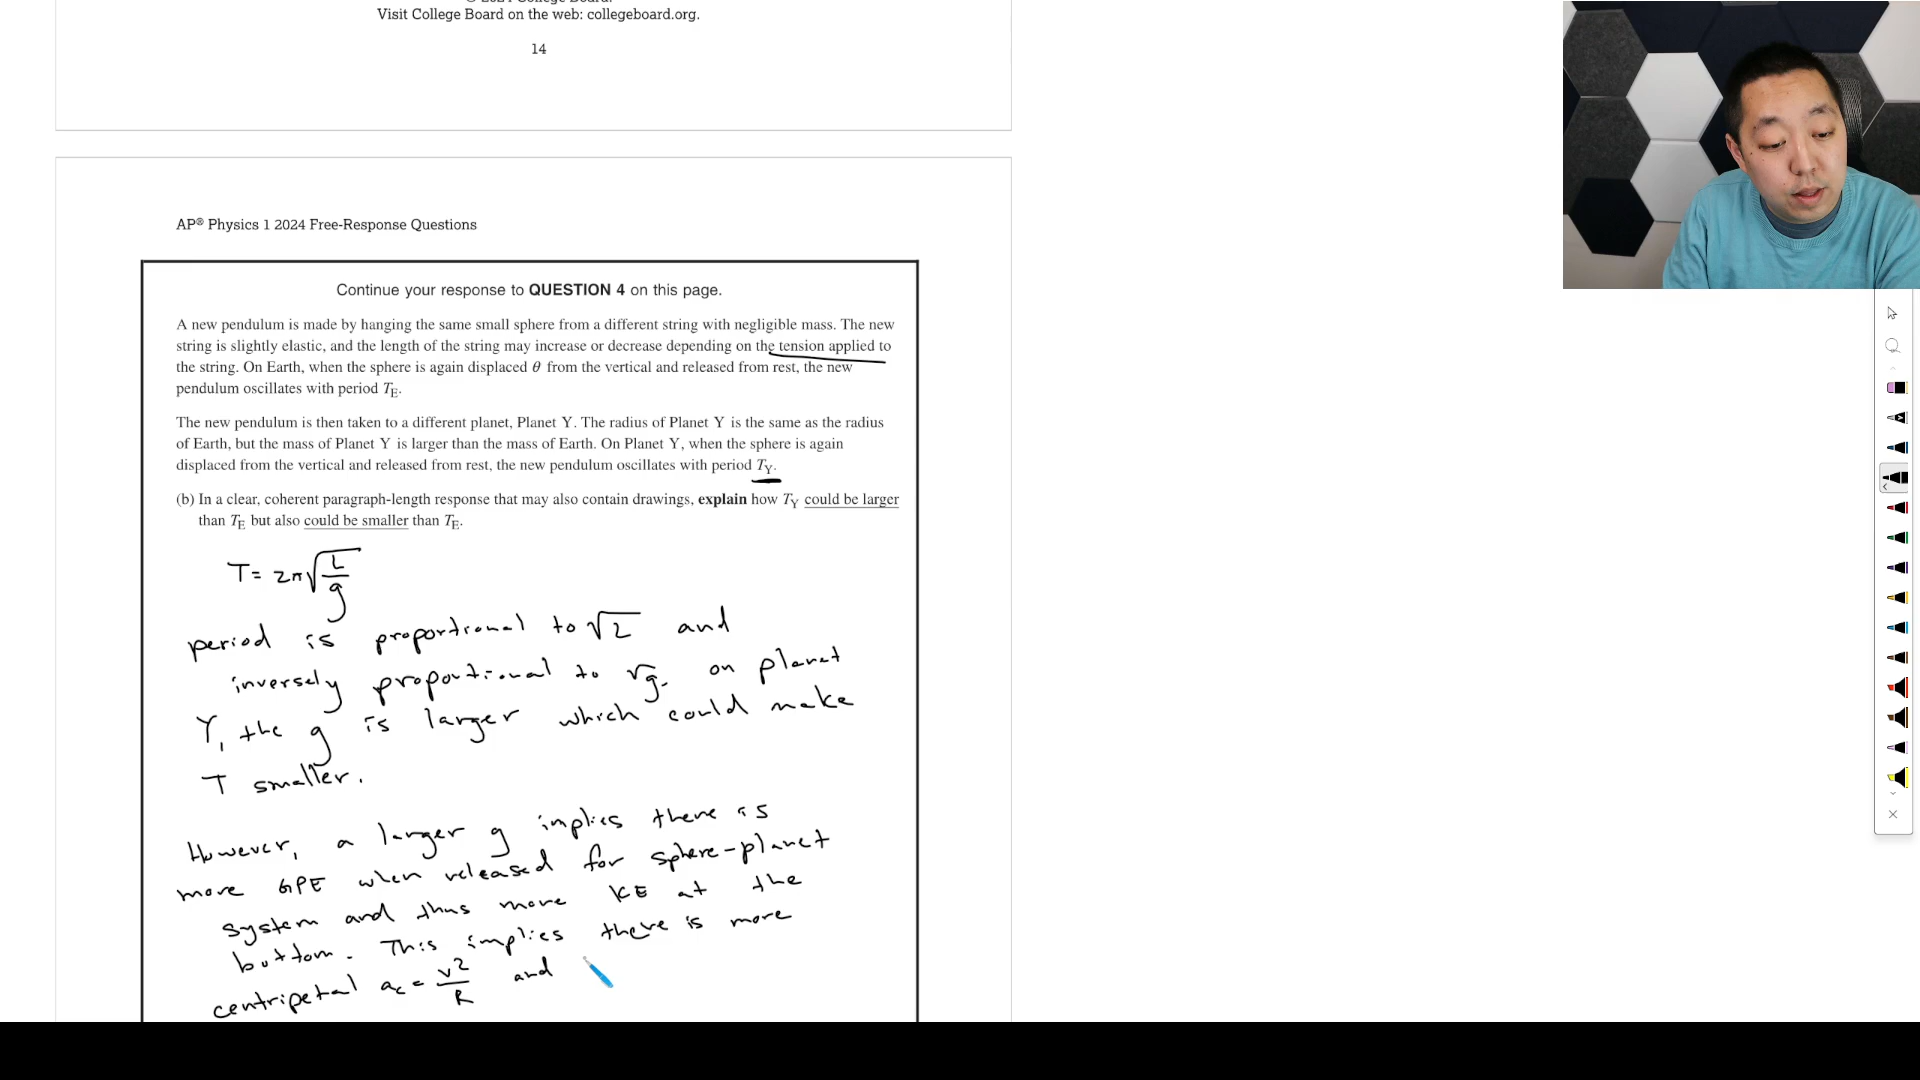 Visit College Board on the web: collegeboard.org.
14
AP® Physics 1 2024 Free-Response Questions
Continue your response to QUESTION 4 on this page.
A new pendulum is made by hanging the same small sphere from a different string with negligible mass. The new
string is slightly elastic, and the length of the string may increase or decrease depending on the tension applied to
the string. On Earth, when the sphere is again displaced θ from the vertical and released from rest, the new
pendulum oscillates with period T_E.
The new pendulum is then taken to a different planet, Planet Y. The radius of Planet Y is the same as the radius
of Earth, but the mass of Planet Y is larger than the mass of Earth. On Planet Y, when the sphere is again
displaced from the vertical and released from rest, the new pendulum oscillates with period T_Y.
(b) In a clear, coherent paragraph-length response that may also contain drawings, explain how T_Y could be larger
than T_E but also could be smaller than T_E.
T = 2π√(L/g)
period is proportional to √L and
inversely proportional to √g. on planet
Y, the g is larger which could make
T smaller.
However, a larger g implies there is
more GPE when released for sphere-planet
system and thus more KE at the
bottom. This implies there is more
centripetal a_c = v²/R and